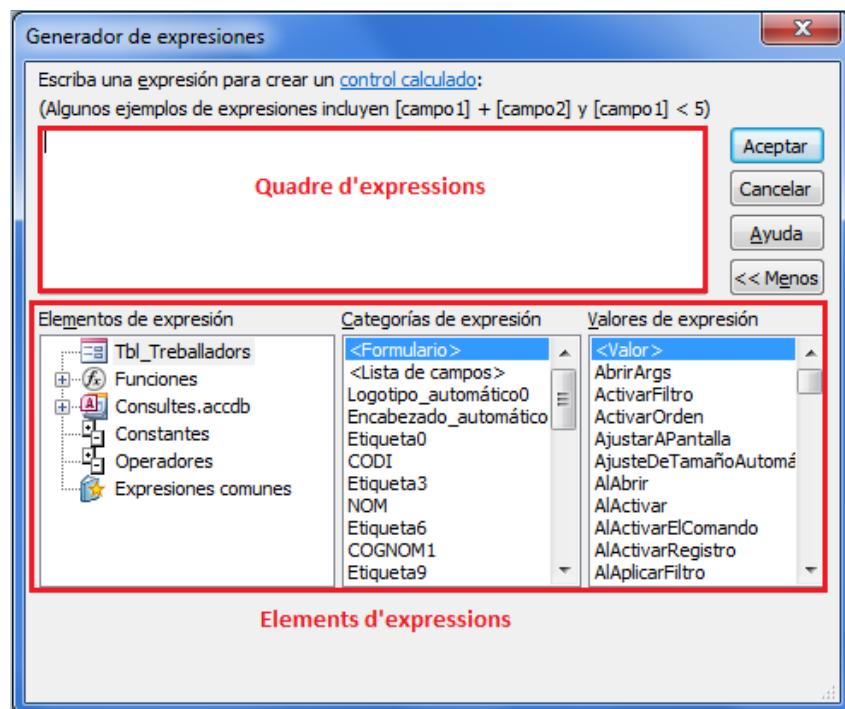 Generador de expresiones
Escriba una expresión para crear un control calculado:
(Algunos ejemplos de expresiones incluyen [campo1] + [campo2] y [campo1] < 5)
Quadre d'expressions
Aceptar
Cancelar
Ayuda
<< Menos
Elementos de expresión
Tbl_Treballadors
Funciones
Consultes.accdb
Constantes
Operadores
Expresiones comunes
Categorías de expresión
<Formulario>
<Lista de campos>
Logotipo_automático0
Encabezado_automático
Etiqueta0
CODI
Etiqueta3
NOM
Etiqueta6
COGNOM1
Etiqueta9
Valores de expresión
<Valor>
AbrirArgs
ActivarFiltro
ActivarOrden
AjustarAPantalla
AjusteDeTamañoAutomá
AlAbrir
AlActivar
AlActivarElComando
AlActivarRegistro
AlAplicarFiltro
Elements d'expressions